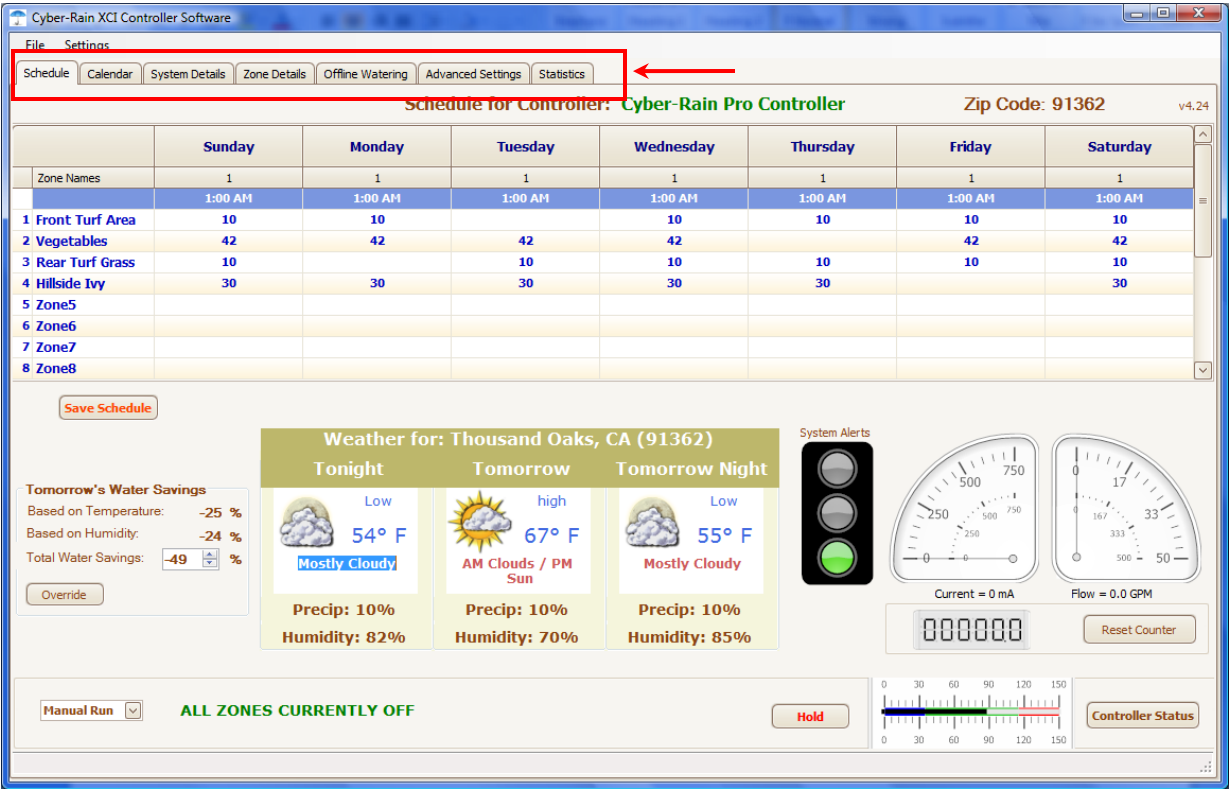 Cyber-Rain XCI Controller Software
File Settings
Schedule Calendar System Details Zone Details Offline Watering Advanced Settings Statistics
Schedule for Controller: Cyber-Rain Pro Controller Zip Code: 91362 v4.24
Sunday Monday Tuesday Wednesday Thursday Friday Saturday
Zone Names 1 1 1 1 1 1 1
1:00 AM 1:00 AM 1:00 AM 1:00 AM 1:00 AM 1:00 AM 1:00 AM
1 Front Turf Area 10 10 10 10 10 10
2 Vegetables 42 42 42 42 42 42
3 Rear Turf Grass 10 10 10 10 10 10
4 Hillside Ivy 30 30 30 30 30 30
5 Zone5
6 Zone6
7 Zone7
8 Zone8
Save Schedule
Weather for: Thousand Oaks, CA (91362)
Tonight Tomorrow Tomorrow Night
Low high Low
54° F 67° F 55° F
Mostly Cloudy AM Clouds / PM Mostly Cloudy
Sun
Precip: 10% Precip: 10% Precip: 10%
Humidity: 82% Humidity: 70% Humidity: 85%
Tomorrow's Water Savings
Based on Temperature: -25 %
Based on Humidity: -24 %
Total Water Savings: -49 %
Override
System Alerts
0 250 500 750
0 250 500 750
Current = 0 mA
0 17 33 50
0 167 333 500
Flow = 0.0 GPM
000000
Reset Counter
Manual Run ALL ZONES CURRENTLY OFF Hold
0 30 60 90 120 150
0 30 60 90 120 150
Controller Status